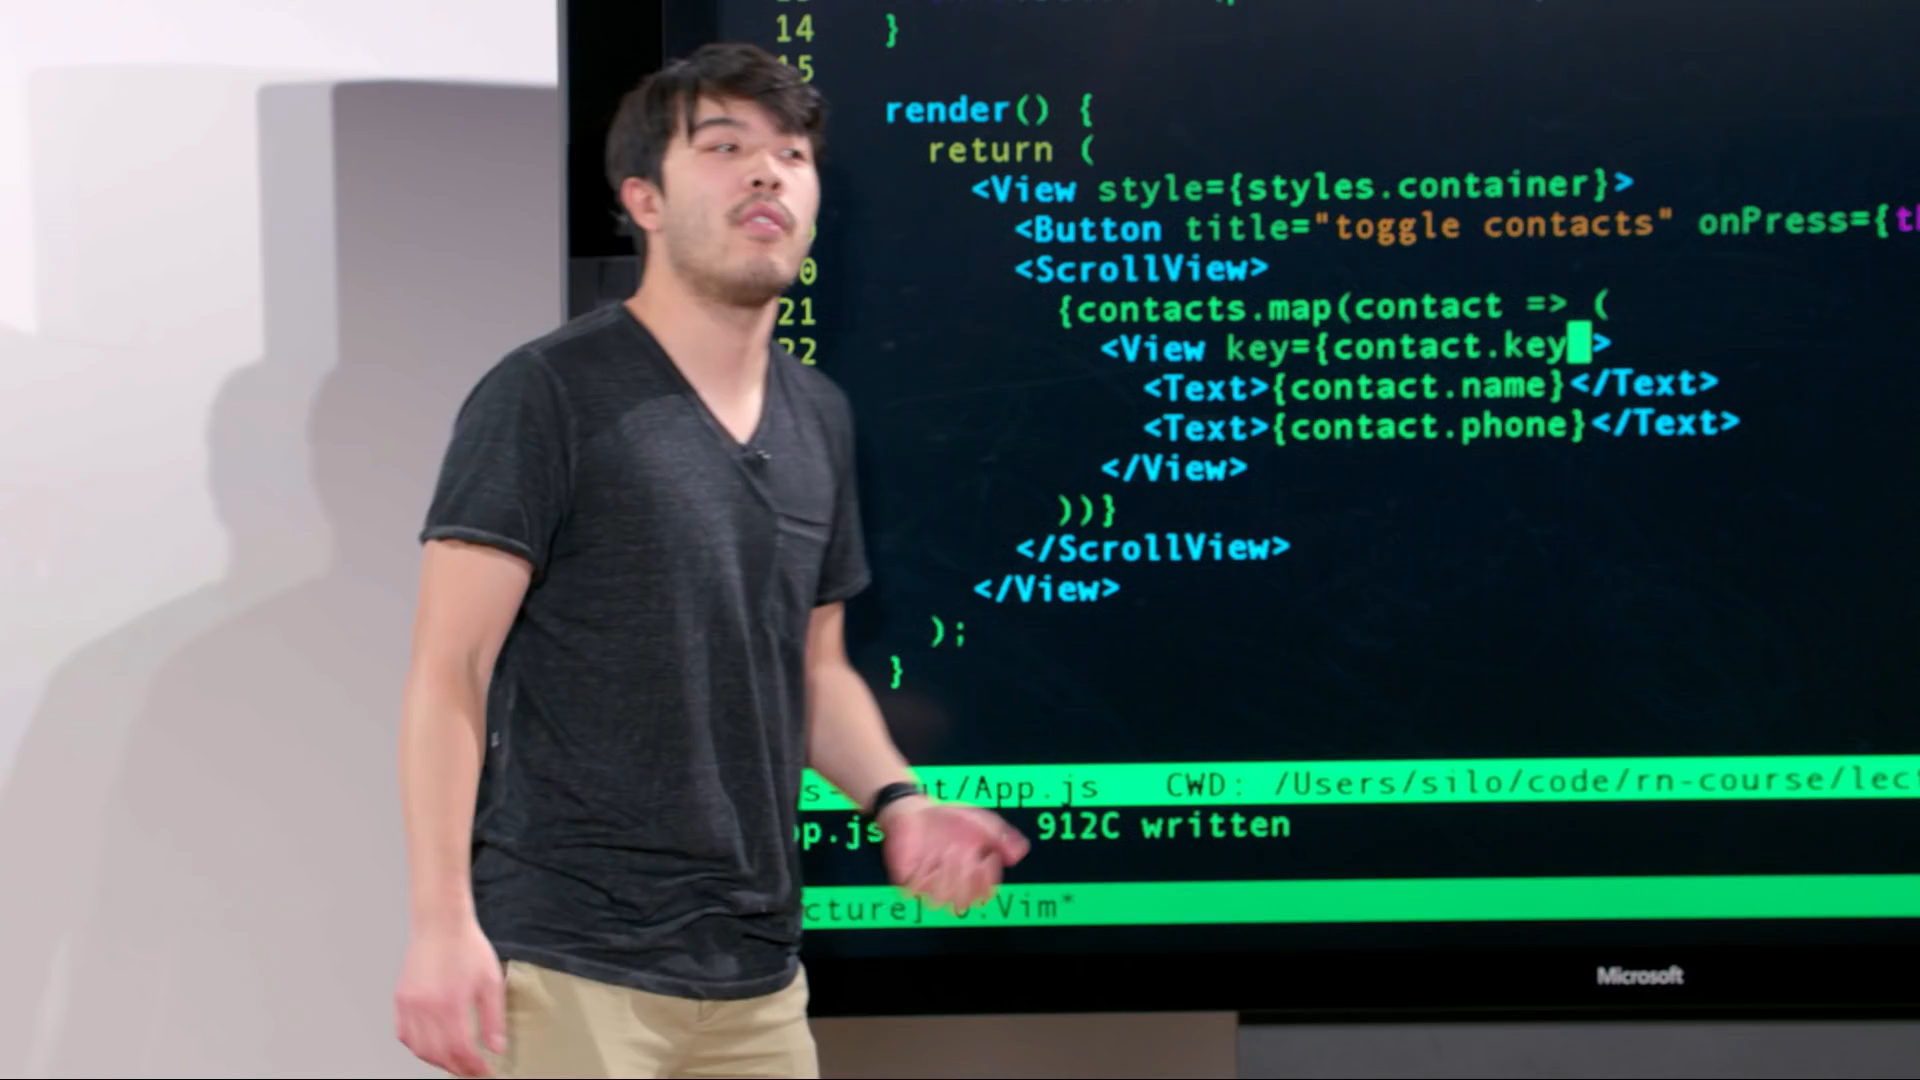 14 }
15
render() {
return (
<View style={styles.container}>
<Button title="toggle contacts" onPress={
<ScrollView>
21 {contacts.map(contact => (
22 <View key={contact.key}>
<Text>{contact.name}</Text>
<Text>{contact.phone}</Text>
</View>
))}
</ScrollView>
</View>
);
}
/App.js CWD: /Users/silo/code/rn-course/lec
912C written
0:Vim*
Microsoft